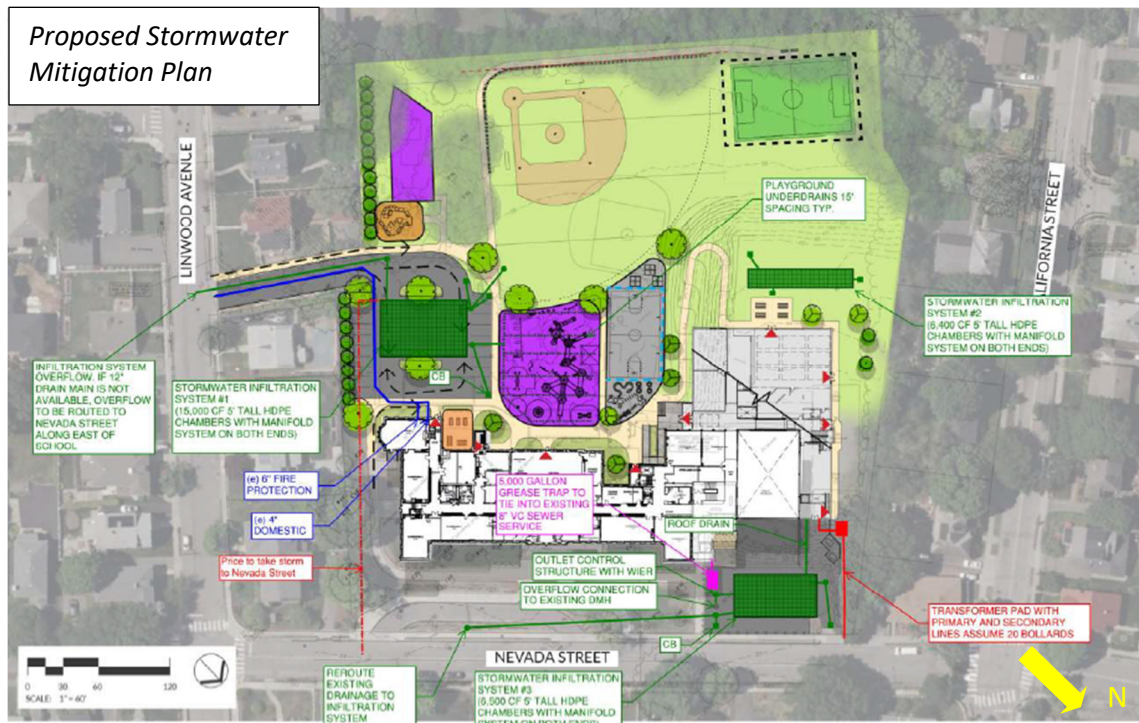 Proposed Stormwater
Mitigation Plan
LINWOOD AVENUE
LIFORNIA STREET
PLAYGROUND
UNDERDRAINS 15'
SPACING TYP.
STORMWATER INFILTRATION
SYSTEM #2
(6,400 CF 5' TALL HDPE
CHAMBERS WITH MANIFOLD
SYSTEM ON BOTH ENDS)
INFILTRATION SYSTEM
OVERFLOW. IF 12"
DRAIN MAIN IS NOT
AVAILABLE, OVERFLOW
TO BE ROUTED TO
NEVADA STREET
ALONG EAST OF
SCHOOL
STORMWATER INFILTRATION
SYSTEM #1
(15,000 CF 5' TALL HDPE
CHAMBERS WITH MANIFOLD
SYSTEM ON BOTH ENDS)
CB
(e) 6" FIRE
PROTECTION
(e) 4"
DOMESTIC
Price to take storm
to Nevada Street
5,000 GALLON
GREASE TRAP TO
TIE INTO EXISTING
8" VC SEWER
SERVICE
ROOF DRAIN
OUTLET CONTROL
STRUCTURE WITH WIER
OVERFLOW CONNECTION
TO EXISTING DMH
TRANSFORMER PAD WITH
PRIMARY AND SECONDARY
LINES ASSUME 20 BOLLARDS
CB
NEVADA STREET
REROUTE
EXISTING
DRAINAGE TO
INFILTRATION
SYSTEM
STORMWATER INFILTRATION
SYSTEM #3
(6,500 CF 5' TALL HDPE
CHAMBERS WITH MANIFOLD
SYSTEM ON BOTH ENDS)
0 30 60 120
SCALE: 1" = 60'
N